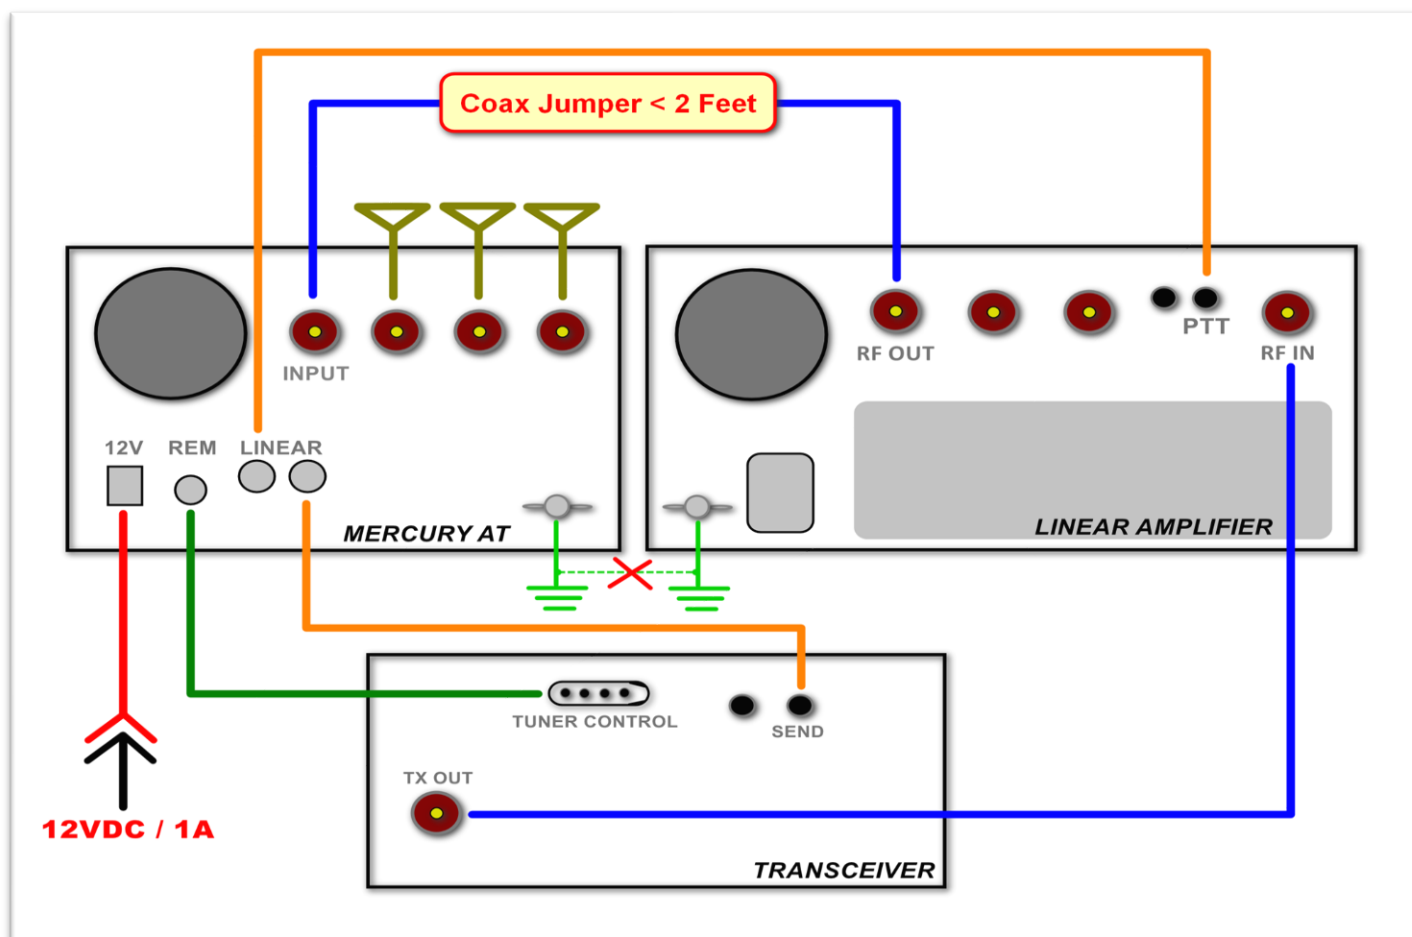 Coax Jumper < 2 Feet
INPUT
RF OUT
PTT
RF IN
12V
REM
LINEAR
MERCURY AT
LINEAR AMPLIFIER
TUNER CONTROL
SEND
TX OUT
12VDC / 1A
TRANSCEIVER